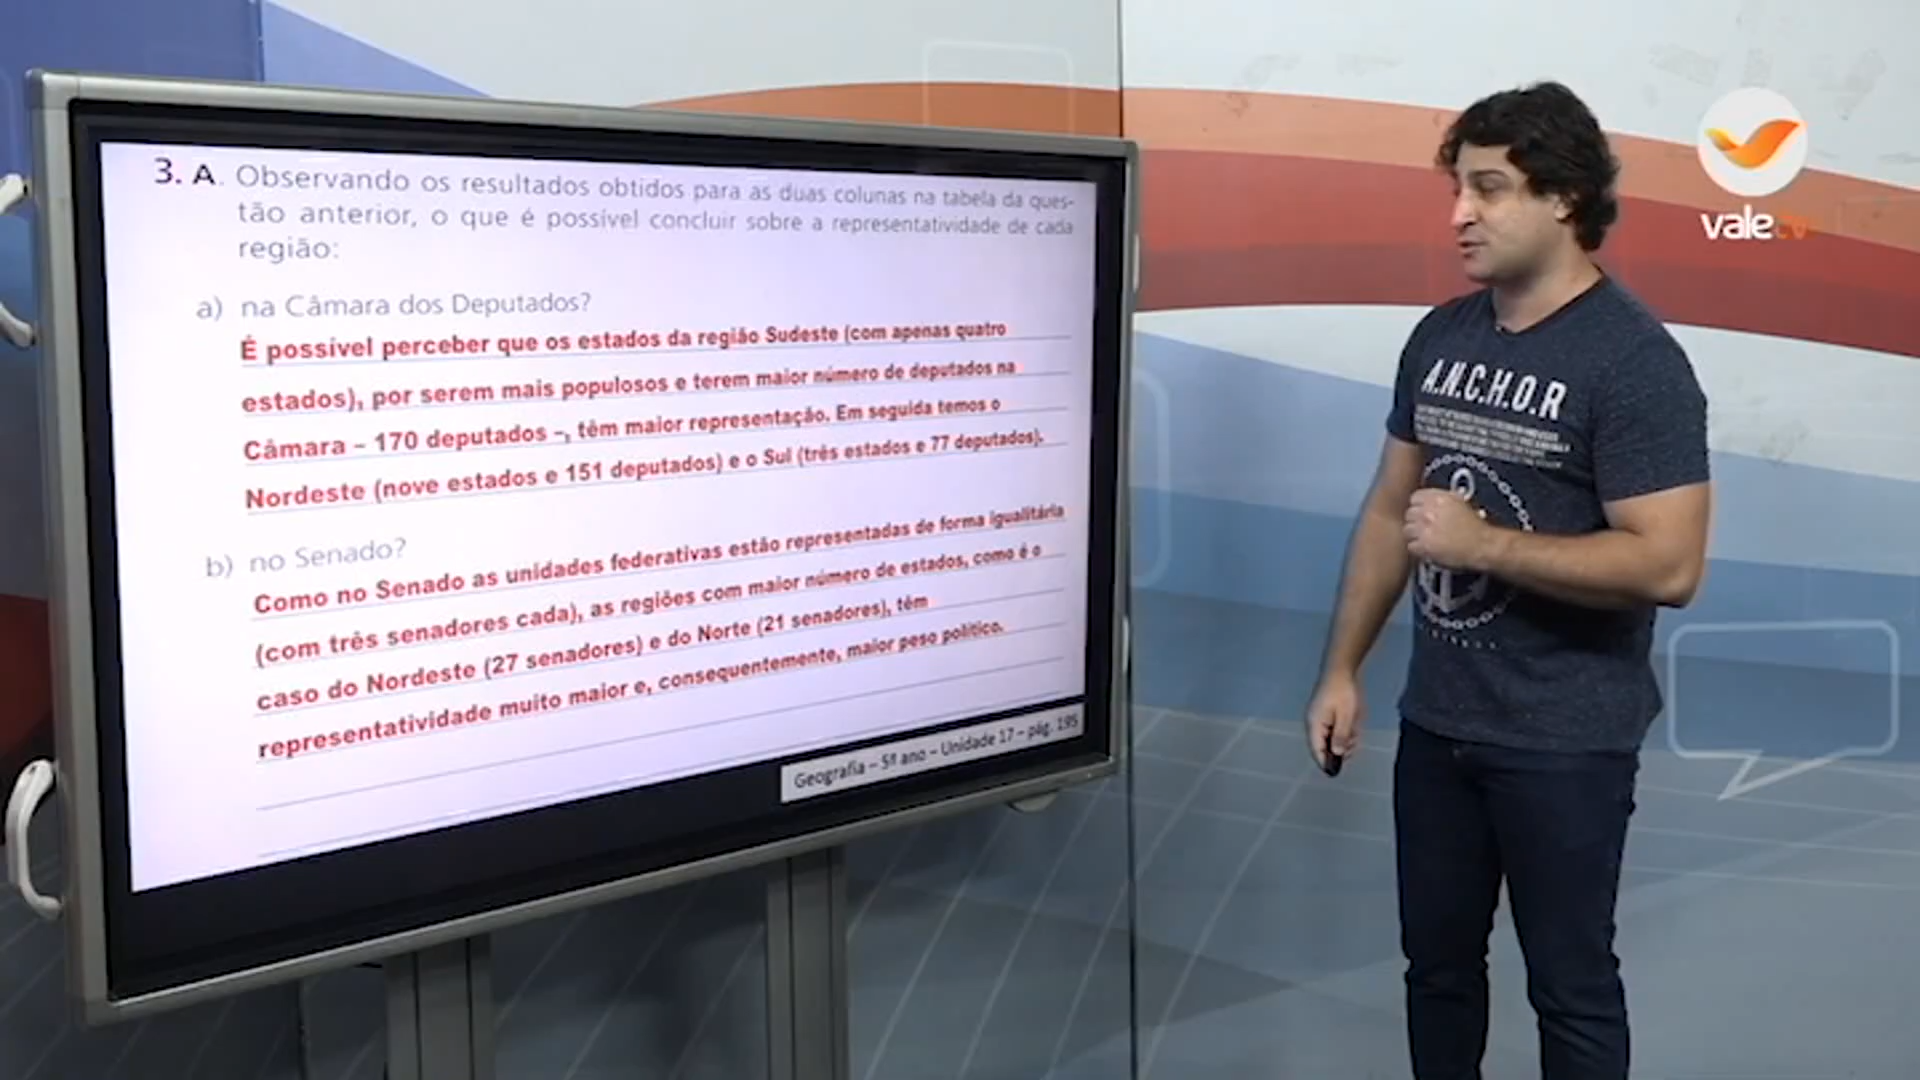 3. A. Observando os resultados obtidos para as duas colunas na tabela da ques-
tão anterior, o que é possível concluir sobre a representatividade de cada
região:
a) na Câmara dos Deputados?
É possível perceber que os estados da região Sudeste (com apenas quatro
estados), por serem mais populosos e terem maior número de deputados na
Câmara – 170 deputados –, têm maior representação. Em seguida temos o
Nordeste (nove estados e 151 deputados) e o Sul (três estados e 77 deputados).
b) no Senado?
Como no Senado as unidades federativas estão representadas de forma igualitária
(com três senadores cada), as regiões com maior número de estados, como é o
caso do Nordeste (27 senadores) e do Norte (21 senadores), têm
representatividade muito maior e, consequentemente, maior peso político.
Geografia – 5º ano – Unidade 17 – pág. 195
valetv
A.N.C.H.O.R